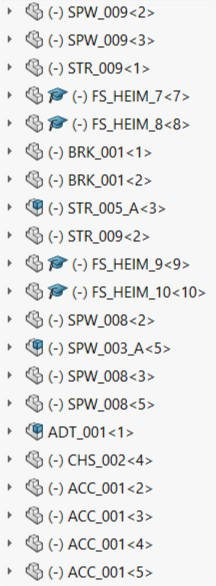 (-) SPW_009<2>
(-) SPW_009<3>
(-) STR_009<1>
(-) FS_HEIM_7<7>
(-) FS_HEIM_8<8>
(-) BRK_001<1>
(-) BRK_001<2>
(-) STR_005_A<3>
(-) STR_009<2>
(-) FS_HEIM_9<9>
(-) FS_HEIM_10<10>
(-) SPW_008<2>
(-) SPW_003_A<5>
(-) SPW_008<3>
(-) SPW_008<5>
ADT_001<1>
(-) CHS_002<4>
(-) ACC_001<2>
(-) ACC_001<3>
(-) ACC_001<4>
(-) ACC_001<5>